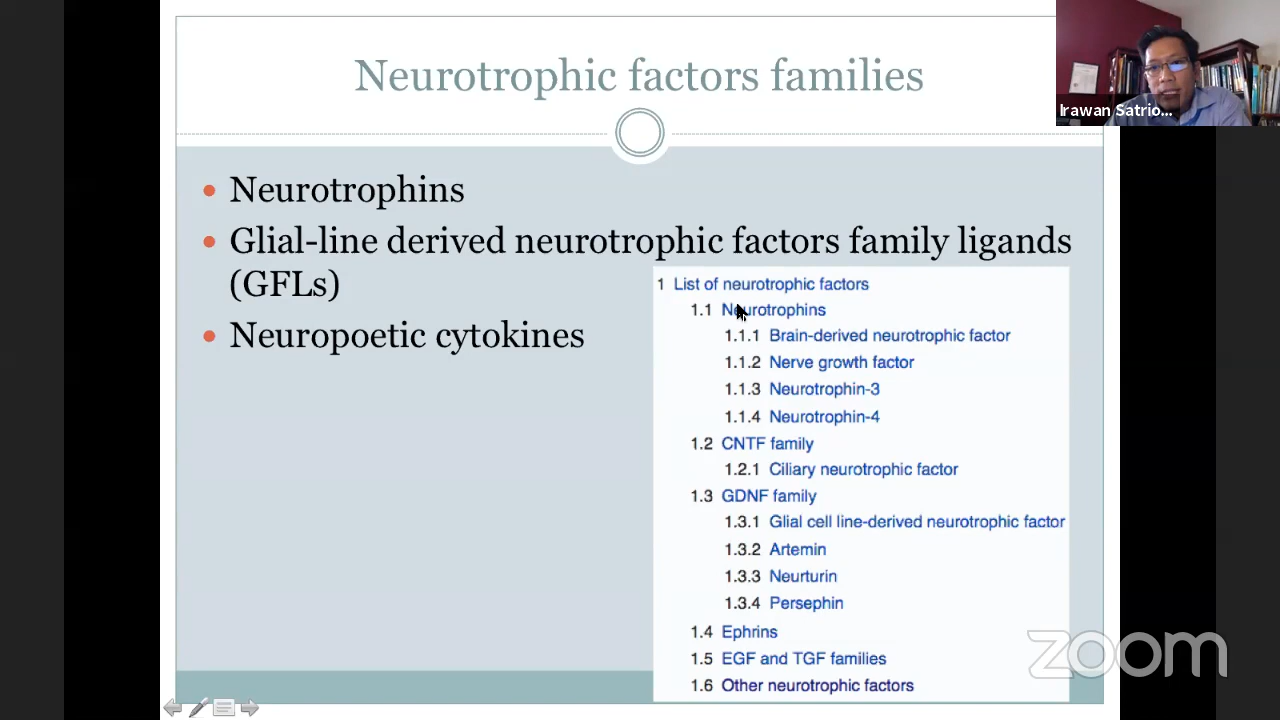 Neurotrophic factors families
Irawan Satrio...
• Neurotrophins
• Glial-line derived neurotrophic factors family ligands
(GFLs)
• Neuropoetic cytokines
1 List of neurotrophic factors
1.1 Neurotrophins
1.1.1 Brain-derived neurotrophic factor
1.1.2 Nerve growth factor
1.1.3 Neurotrophin-3
1.1.4 Neurotrophin-4
1.2 CNTF family
1.2.1 Ciliary neurotrophic factor
1.3 GDNF family
1.3.1 Glial cell line-derived neurotrophic factor
1.3.2 Artemin
1.3.3 Neurturin
1.3.4 Persephin
1.4 Ephrins
1.5 EGF and TGF families
1.6 Other neurotrophic factors
zoom